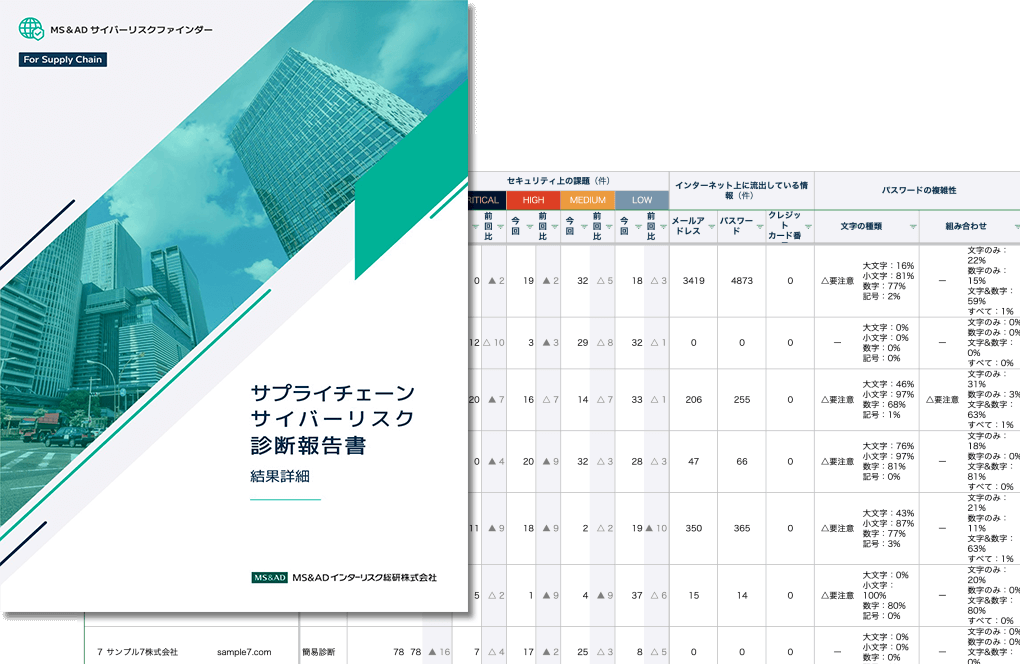 MS&AD サイバーリスクファインダー
For Supply Chain
サプライチェーン
サイバーリスク
診断報告書
結果詳細
MS&AD MS&ADインターリスク総研株式会社
セキュリティ上の課題（件）
インターネット上に流出している情報（件）
パスワードの複雑性
RITICAL HIGH MEDIUM LOW
前回比 今回 前回比 今回 前回比 今回 前回比 メールアドレス パスワード クレジットカード番 文字の種類 組み合わせ
0 ▲2 19 ▲2 32 △5 18 △3 3419 4873 0 △要注意 大文字：16% 小文字：81% 数字：77% 記号：2% — 文字のみ：22% 数字のみ：15% 文字&数字：59% すべて：1%
12 △10 3 ▲3 29 △8 32 △1 0 0 0 — 大文字：0% 小文字：0% 数字：0% 記号：0% — 文字のみ：0% 数字のみ：0% 文字&数字：0% すべて：0%
20 ▲7 16 △7 14 △7 33 △1 206 255 0 △要注意 大文字：46% 小文字：97% 数字：68% 記号：1% △要注意 文字のみ：31% 数字のみ：3% 文字&数字：63% すべて：1%
0 ▲4 20 ▲9 32 △3 28 △3 47 66 0 △要注意 大文字：76% 小文字：97% 数字：81% 記号：0% — 文字のみ：18% 数字のみ：0% 文字&数字：81% すべて：0%
11 ▲9 18 ▲9 2 △2 19 ▲10 350 365 0 △要注意 大文字：43% 小文字：87% 数字：77% 記号：3% — 文字のみ：21% 数字のみ：11% 文字&数字：63% すべて：1%
5 △2 1 ▲9 4 ▲9 37 △6 15 14 0 △要注意 大文字：0% 小文字：100% 数字：80% 記号：0% — 文字のみ：20% 数字のみ：0% 文字&数字：80% すべて：0%
7 サンプル7株式会社 sample7.com 簡易診断 78 78 ▲16 7 △4 17 ▲2 25 △3 8 △5 0 0 0 — 大文字：0% 小文字：0% 数字：0% — 文字のみ：0% 数字のみ：0% 文字&数字： 0%